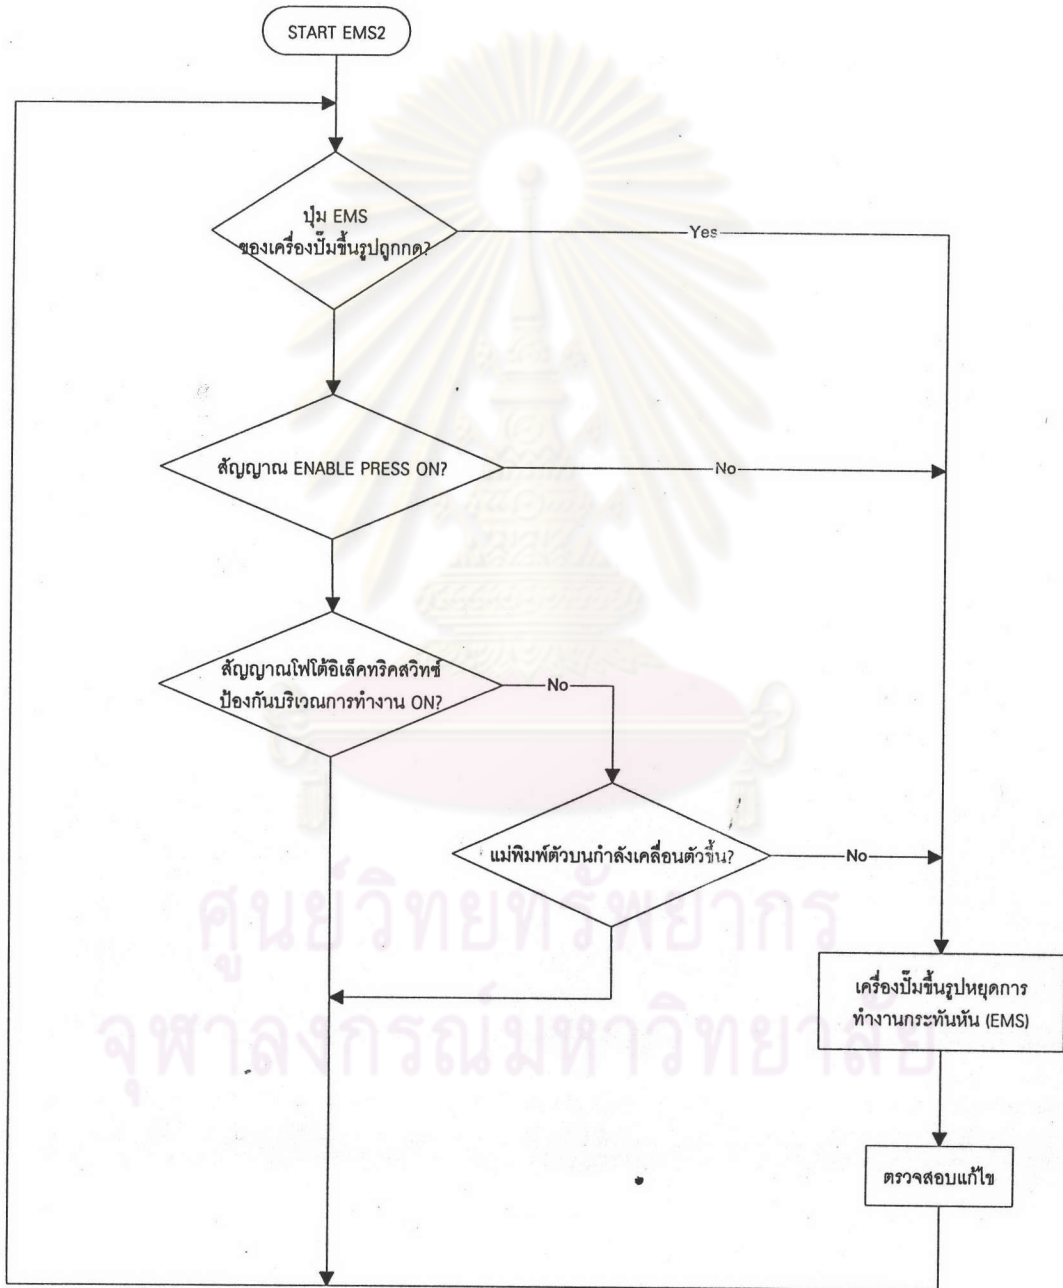 START EMS2
ปุ่ม EMS
ของเครื่องปั๊มขึ้นรูปถูกกด?
Yes
สัญญาณ ENABLE PRESS ON?
No
สัญญาณโฟโต้อิเล็คทริคสวิทซ์
ป้องกันบริเวณการทำงาน ON?
No
แม่พิมพ์ตัวบนกำลังเคลื่อนตัวขึ้น?
No
ศูนย์วิทยทรัพยากร
จุฬาลงกรณ์มหาวิทยาลัย
เครื่องปั๊มขึ้นรูปหยุดการ
ทำงานกระทันหัน (EMS)
ตรวจสอบแก้ไข